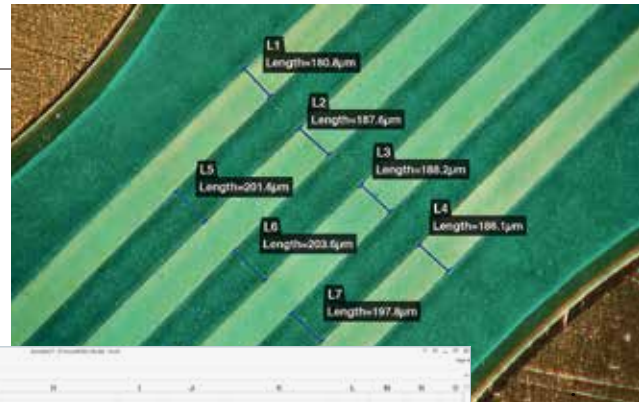 L1
Length=180.8µm
L2
Length=187.6µm
L3
Length=188.2µm
L5
Length=201.6µm
L4
Length=186.1µm
L6
Length=203.6µm
L7
Length=197.8µm